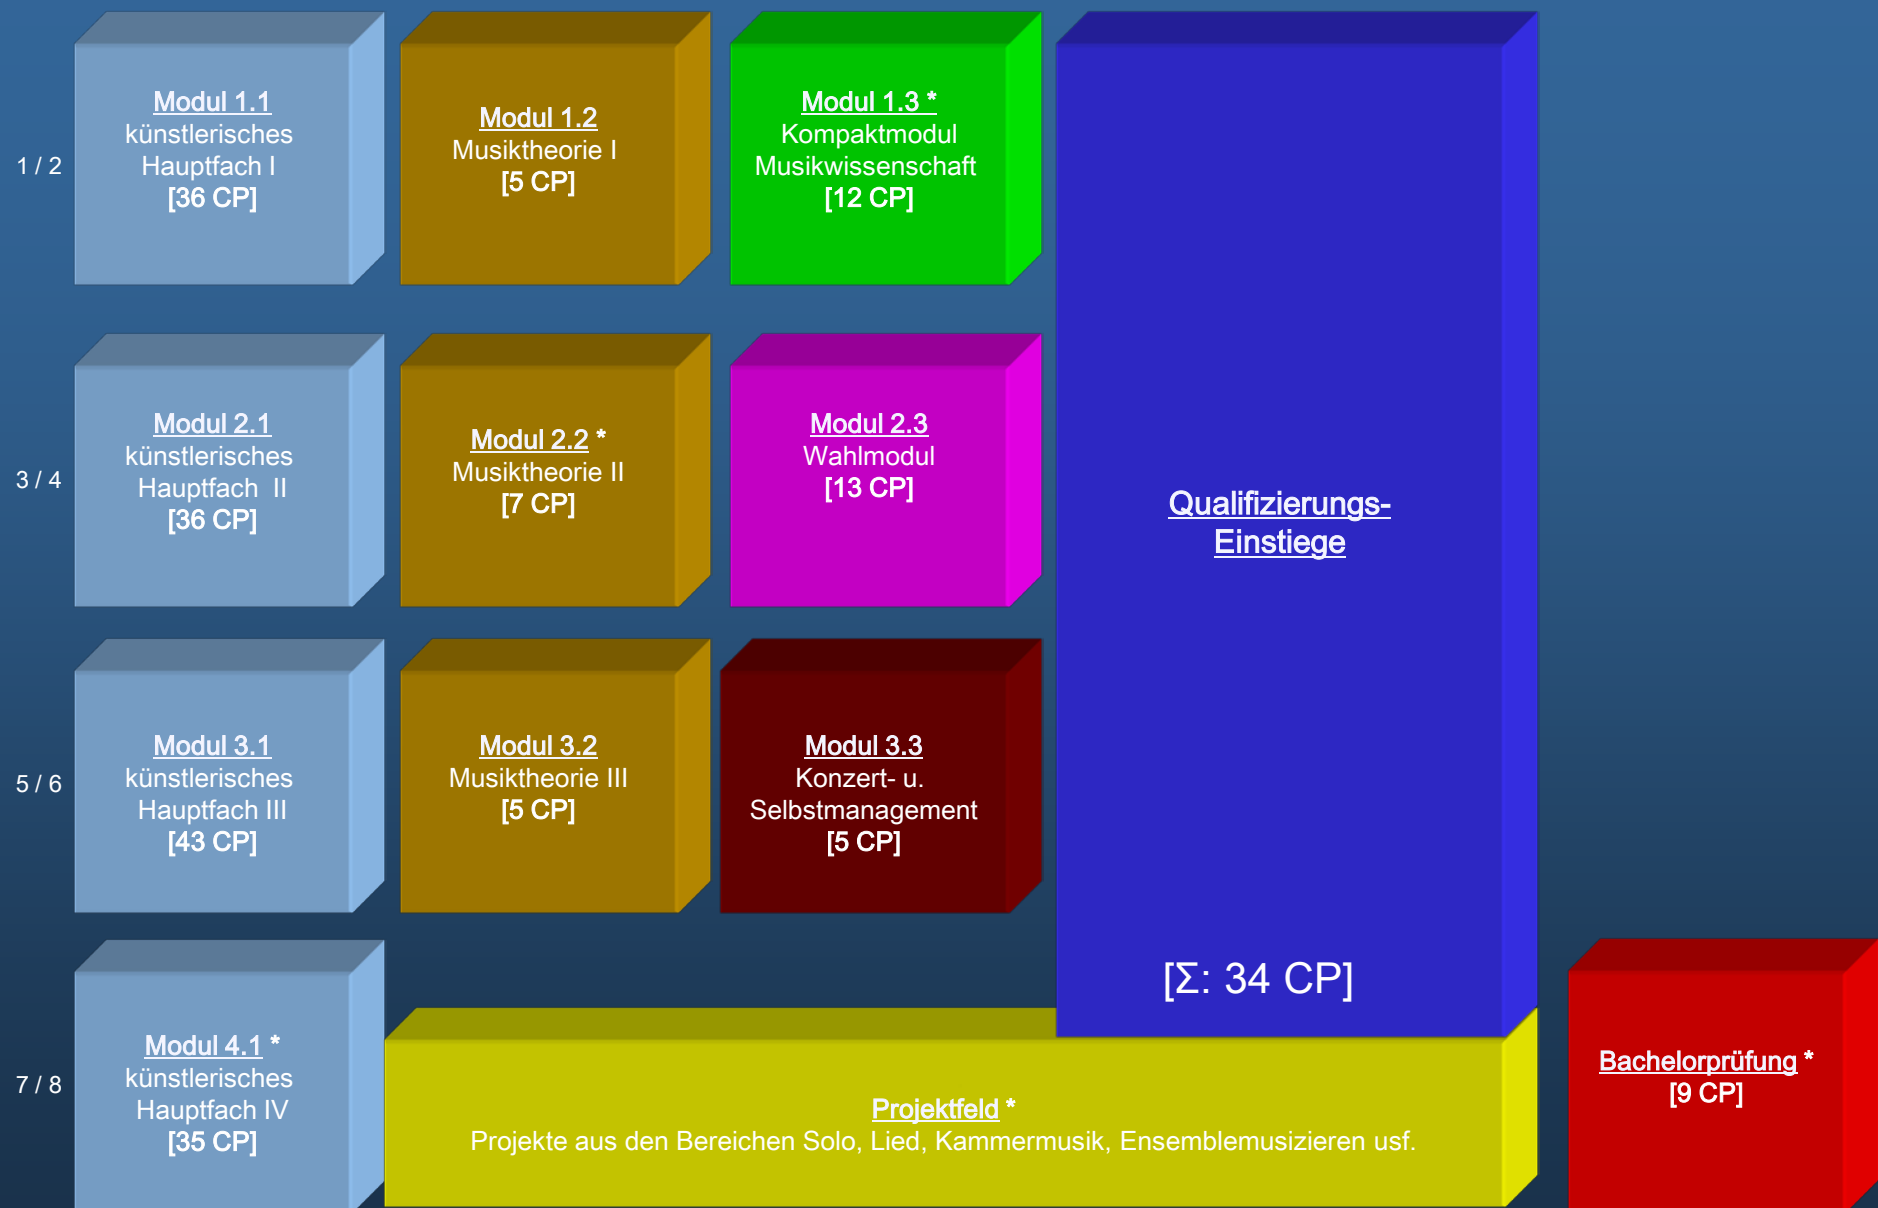 1 / 2
Modul 1.1
künstlerisches
Hauptfach I
[36 CP]
Modul 1.2
Musiktheorie I
[5 CP]
Modul 1.3 *
Kompaktmodul
Musikwissenschaft
[12 CP]
3 / 4
Modul 2.1
künstlerisches
Hauptfach II
[36 CP]
Modul 2.2 *
Musiktheorie II
[7 CP]
Modul 2.3
Wahlmodul
[13 CP]
Qualifizierungs-
Einstiege
[Σ: 34 CP]
5 / 6
Modul 3.1
künstlerisches
Hauptfach III
[43 CP]
Modul 3.2
Musiktheorie III
[5 CP]
Modul 3.3
Konzert- u.
Selbstmanagement
[5 CP]
7 / 8
Modul 4.1 *
künstlerisches
Hauptfach IV
[35 CP]
Projektfeld *
Projekte aus den Bereichen Solo, Lied, Kammermusik, Ensemblemusizieren usf.
Bachelorprüfung *
[9 CP]